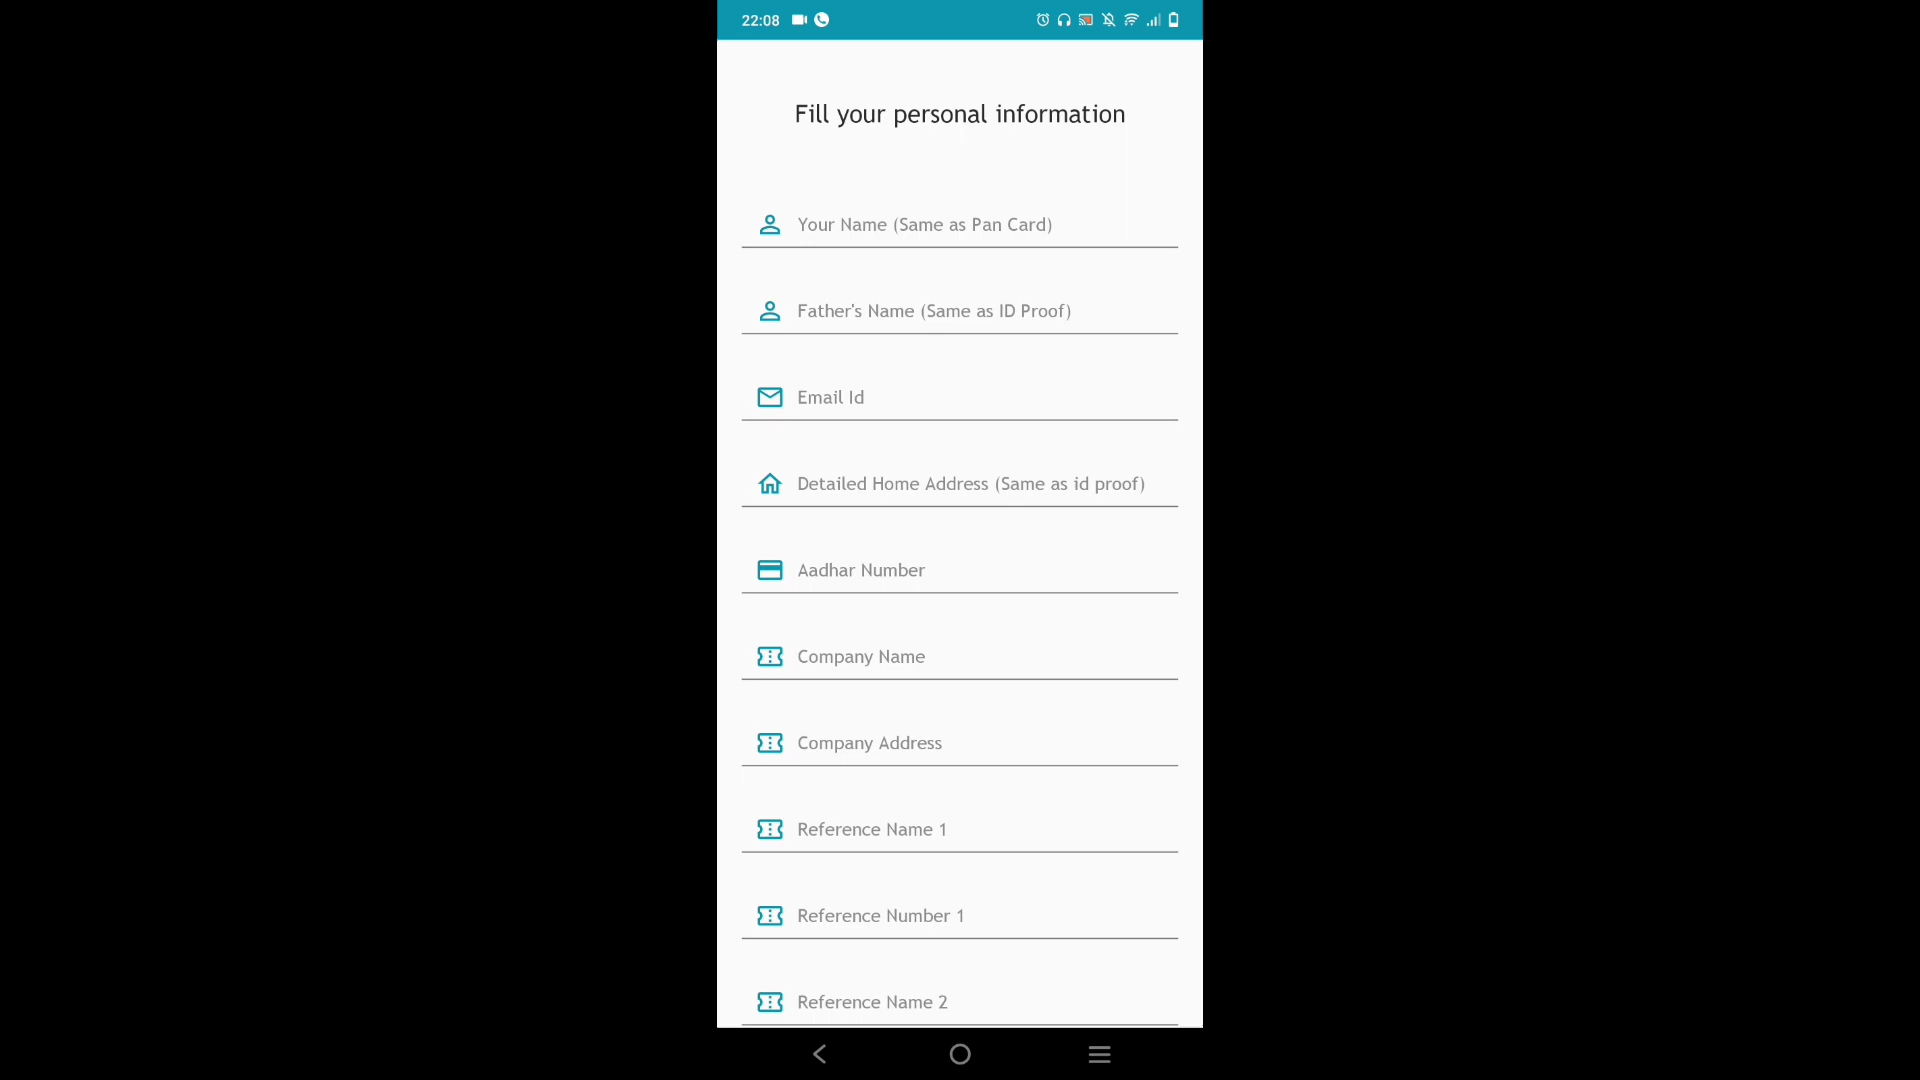 22:08
Fill your personal information
Your Name (Same as Pan Card)
Father's Name (Same as ID Proof)
Email Id
Detailed Home Address (Same as id proof)
Aadhar Number
Company Name
Company Address
Reference Name 1
Reference Number 1
Reference Name 2